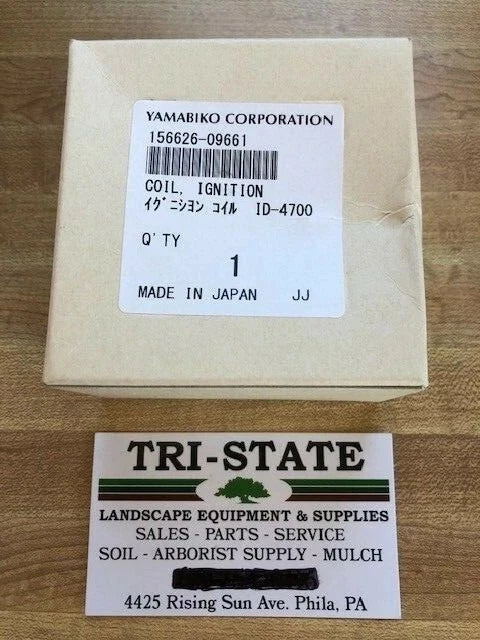 YAMABIKO CORPORATION
156626-09661
COIL, IGNITION
ｲｸﾞﾆｼﾖﾝ ｺｲﾙ ID-4700
Q'TY
1
MADE IN JAPAN JJ
TRI-STATE
LANDSCAPE EQUIPMENT & SUPPLIES
SALES - PARTS - SERVICE
SOIL - ARBORIST SUPPLY - MULCH
4425 Rising Sun Ave. Phila, PA